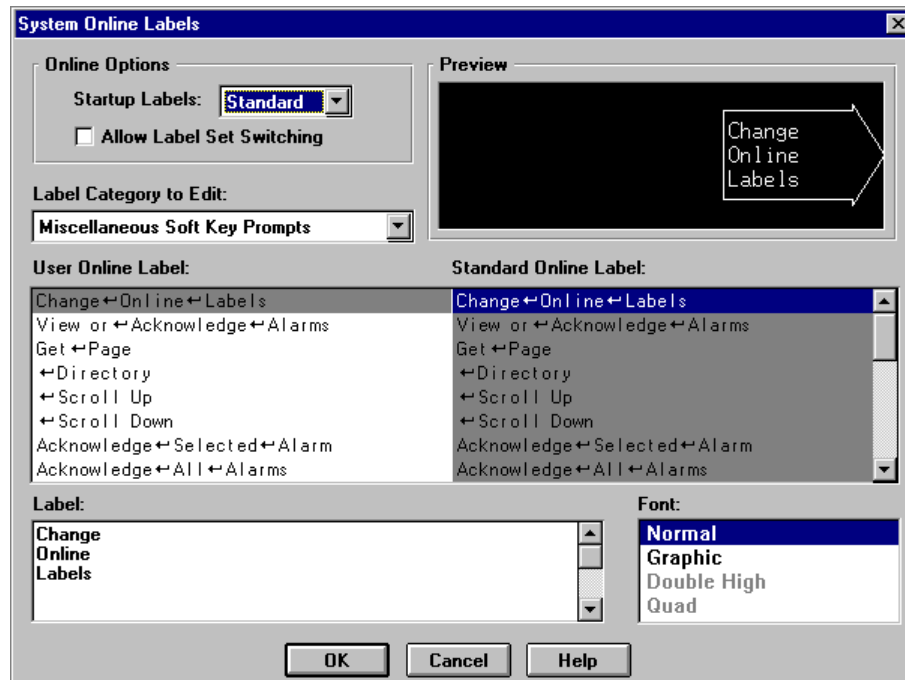 System Online Labels
Online Options
Startup Labels: Standard
Allow Label Set Switching
Preview
Change
Online
Labels
Label Category to Edit:
Miscellaneous Soft Key Prompts
User Online Label: Standard Online Label:
Change↵Online↵Labels Change↵Online↵Labels
View or↵Acknowledge↵Alarms View or↵Acknowledge↵Alarms
Get↵Page Get↵Page
↵Directory ↵Directory
↵Scroll Up ↵Scroll Up
↵Scroll Down ↵Scroll Down
Acknowledge↵Selected↵Alarm Acknowledge↵Selected↵Alarm
Acknowledge↵All↵Alarms Acknowledge↵All↵Alarms
Label:
Change
Online
Labels
Font:
Normal
Graphic
Double High
Quad
OK Cancel Help